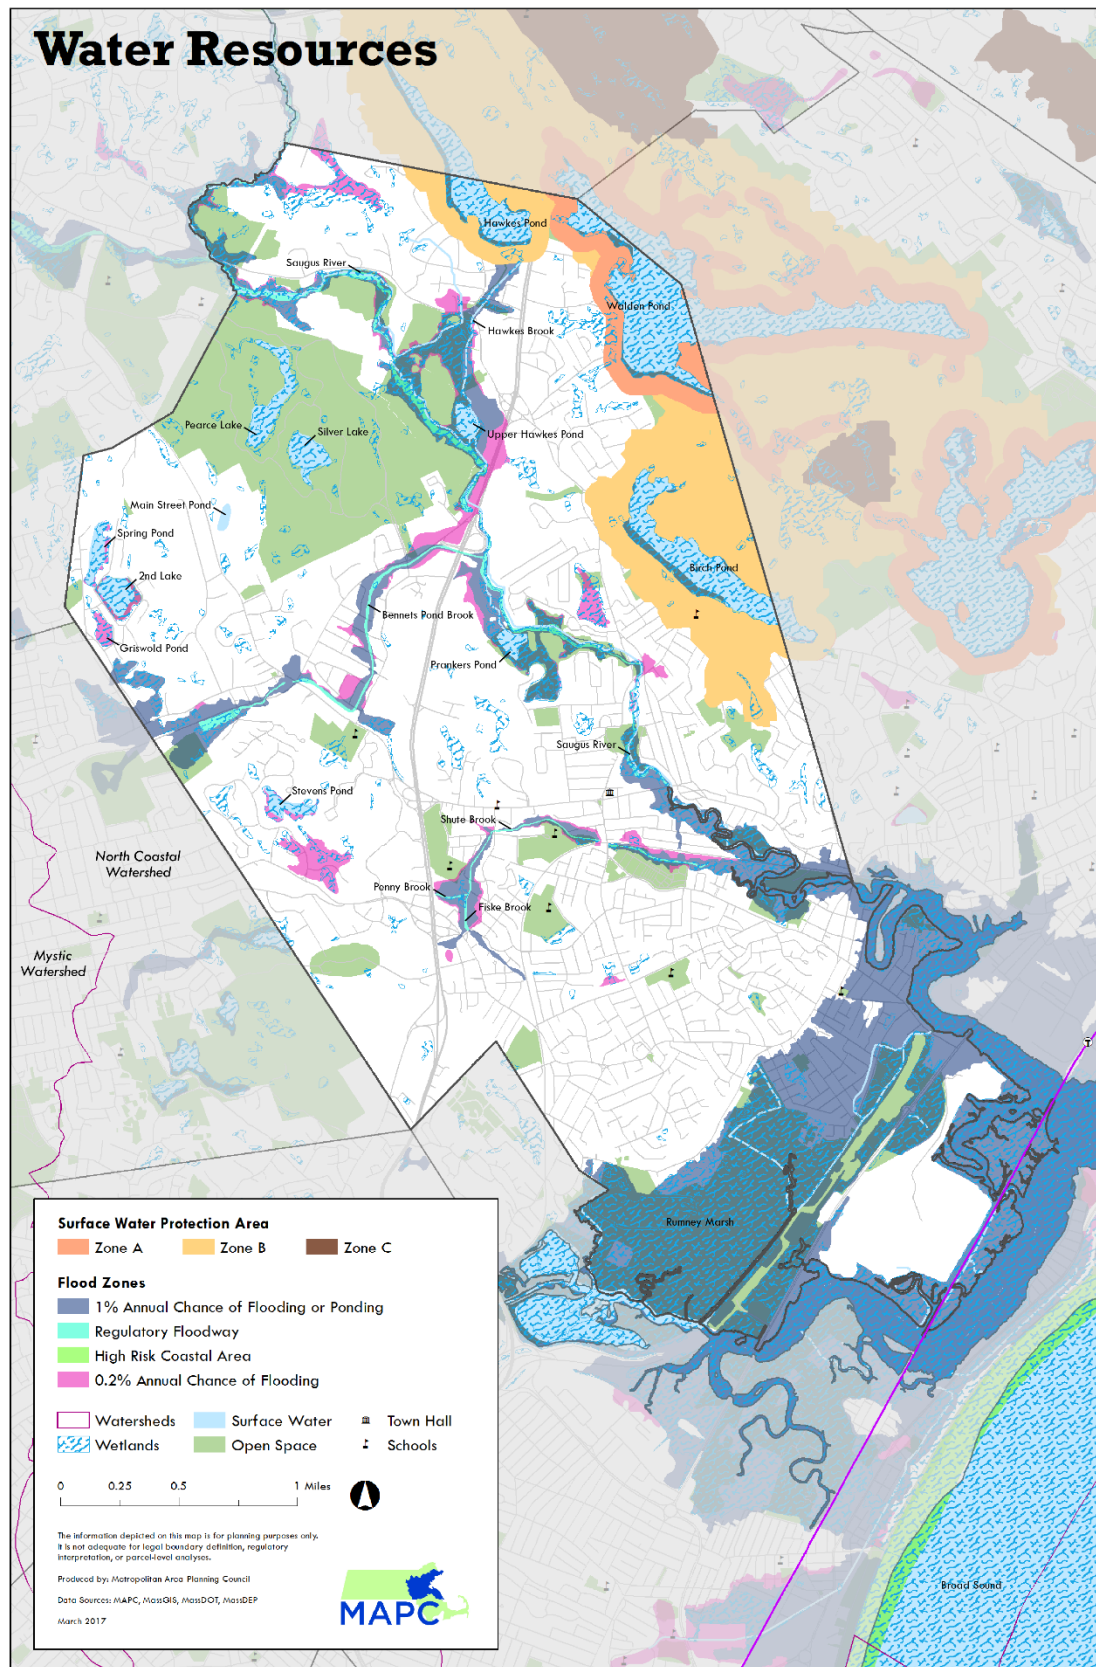 Water Resources
Hawkes Pond
Saugus River
Walden Pond
Hawkes Brook
Pearce Lake
Silver Lake
Upper Hawkes Pond
Main Street Pond
Spring Pond
2nd Lake
Birch Pond
Bennets Pond Brook
Griswold Pond
Prankers Pond
Saugus River
Stevens Pond
Shute Brook
North Coastal
Watershed
Penny Brook
Fiske Brook
Mystic
Watershed
T
Rumney Marsh
Broad Sound
Surface Water Protection Area
Zone A
Zone B
Zone C
Flood Zones
1% Annual Chance of Flooding or Ponding
Regulatory Floodway
High Risk Coastal Area
0.2% Annual Chance of Flooding
Watersheds
Surface Water
Town Hall
Wetlands
Open Space
Schools
0 0.25 0.5 1 Miles
The information depicted on this map is for planning purposes only.
It is not adequate for legal boundary definition, regulatory
interpretation, or parcel-level analyses.
Produced by: Metropolitan Area Planning Council
Data Sources: MAPC, MassGIS, MassDOT, MassDEP
March 2017
MAPC